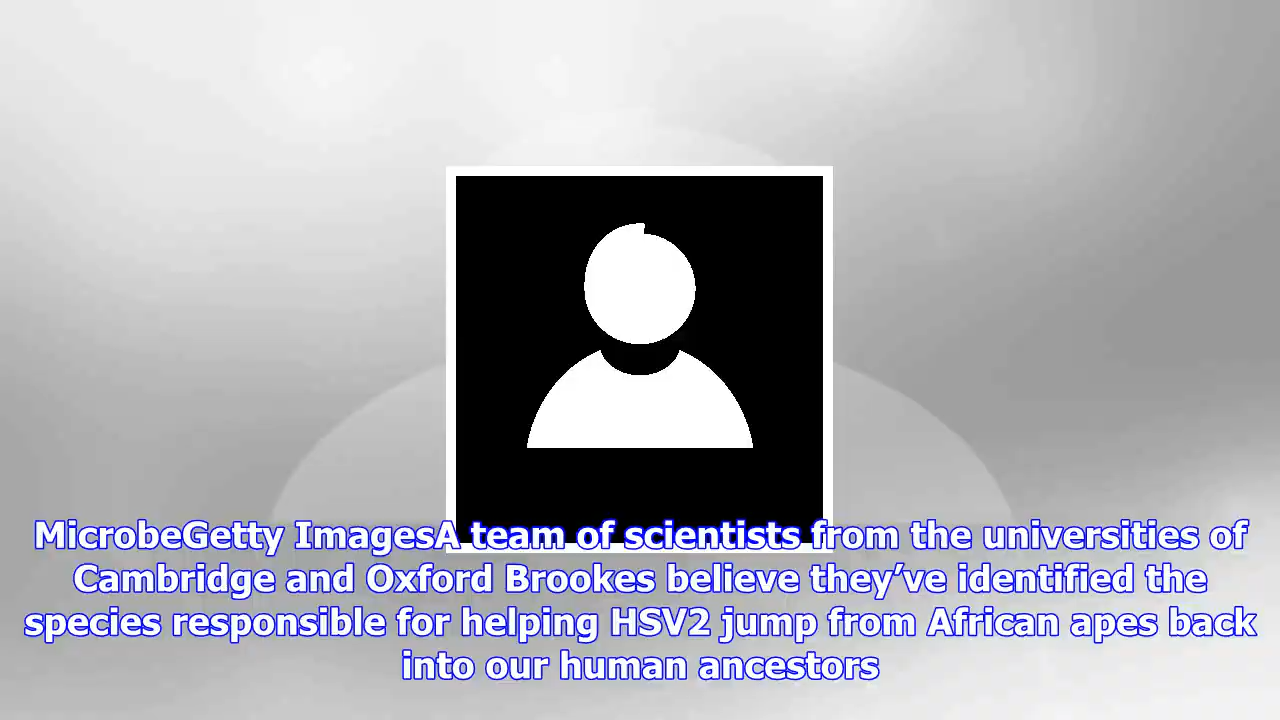 MicrobeGetty ImagesA team of scientists from the universities of
Cambridge and Oxford Brookes believe they’ve identified the
species responsible for helping HSV2 jump from African apes back
into our human ancestors